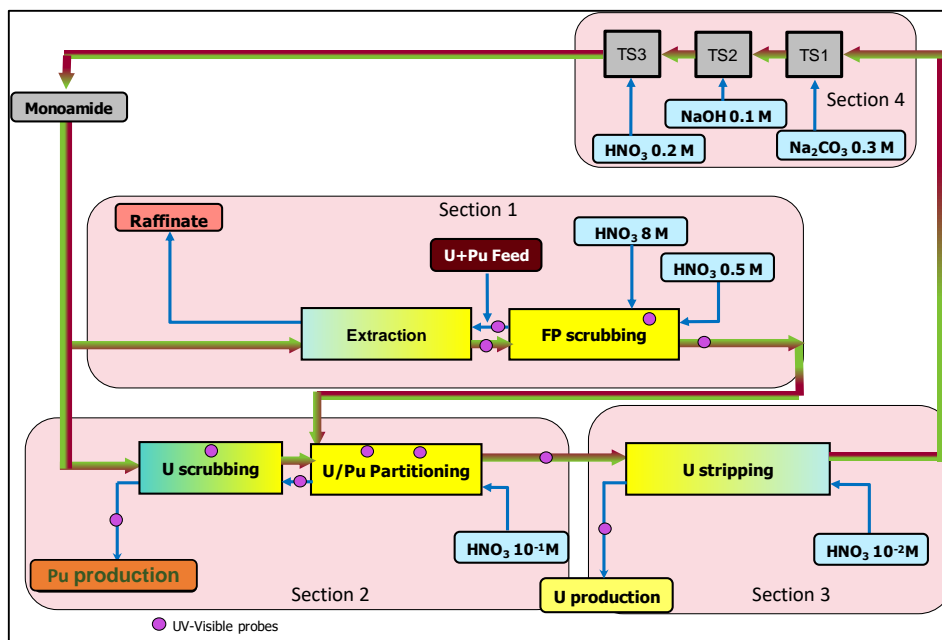 TS3
TS2
TS1
Section 4
Monoamide
NaOH 0.1 M
HNO₃ 0.2 M
Na₂CO₃ 0.3 M
Section 1
Raffinate
HNO₃ 8 M
U+Pu Feed
HNO₃ 0.5 M
Extraction
FP scrubbing
U scrubbing
U/Pu Partitioning
U stripping
HNO₃ 10⁻¹M
HNO₃ 10⁻²M
Pu production
Section 2
U production
Section 3
UV-Visible probes